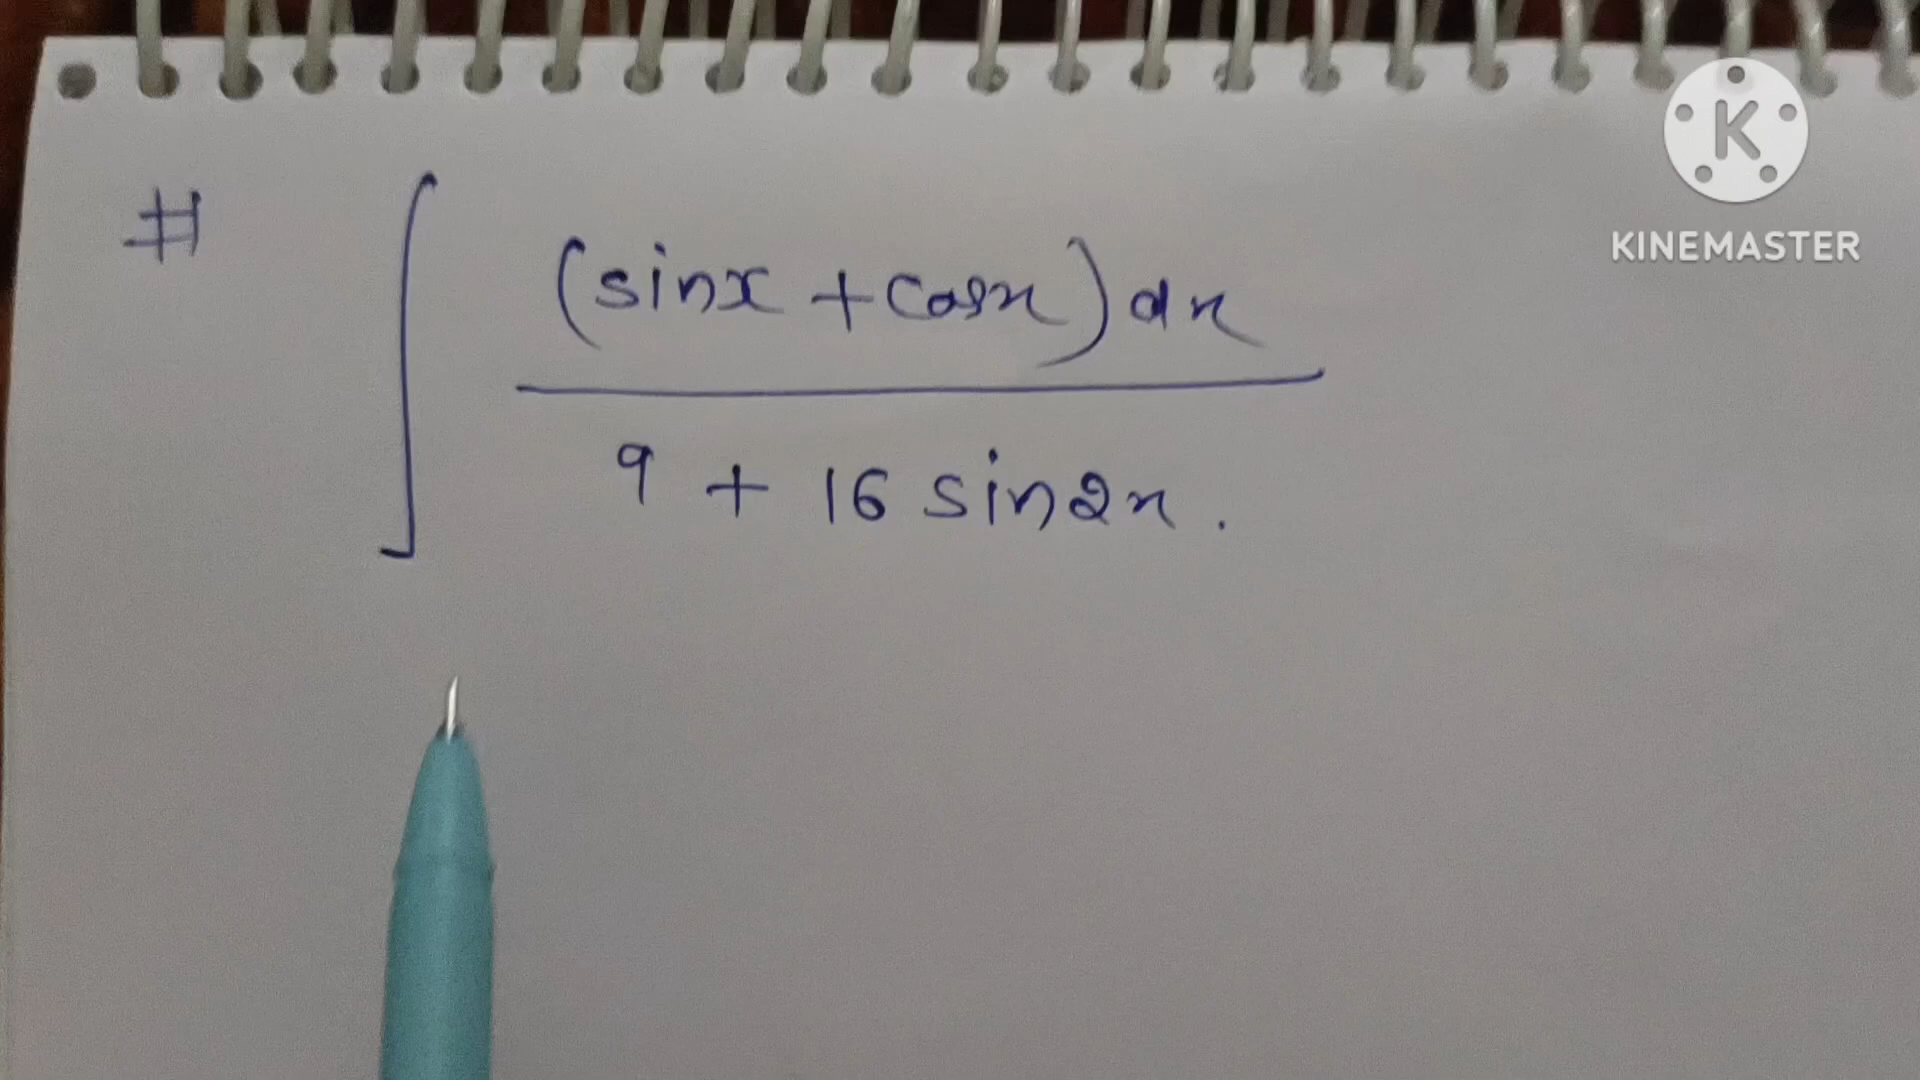 # ∫ (sinx + cosx) dx
9 + 16 sin2x.
K
KINEMASTER